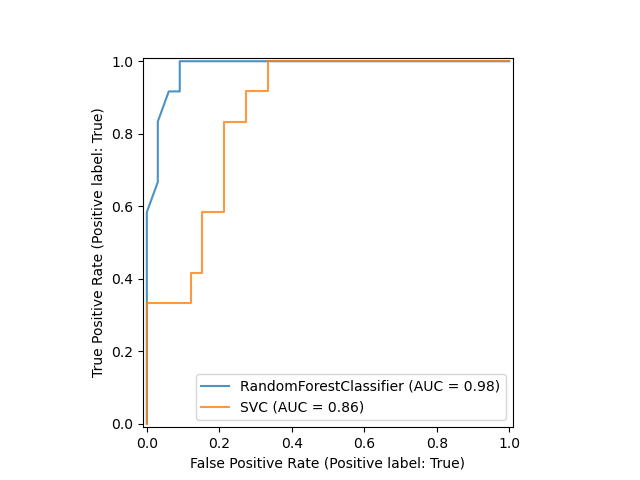 1.0
0.8
0.6
0.4
0.2
0.0
True Positive Rate (Positive label: True)
RandomForestClassifier (AUC = 0.98)
SVC (AUC = 0.86)
0.0 0.2 0.4 0.6 0.8 1.0
False Positive Rate (Positive label: True)